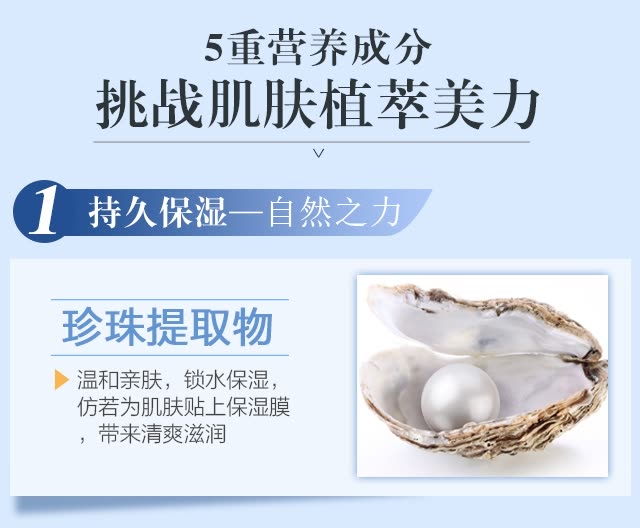 5重营养成分
挑战肌肤植萃美力
1 持久保湿—自然之力
珍珠提取物
温和亲肤，锁水保湿，
仿若为肌肤贴上保湿膜
，带来清爽滋润